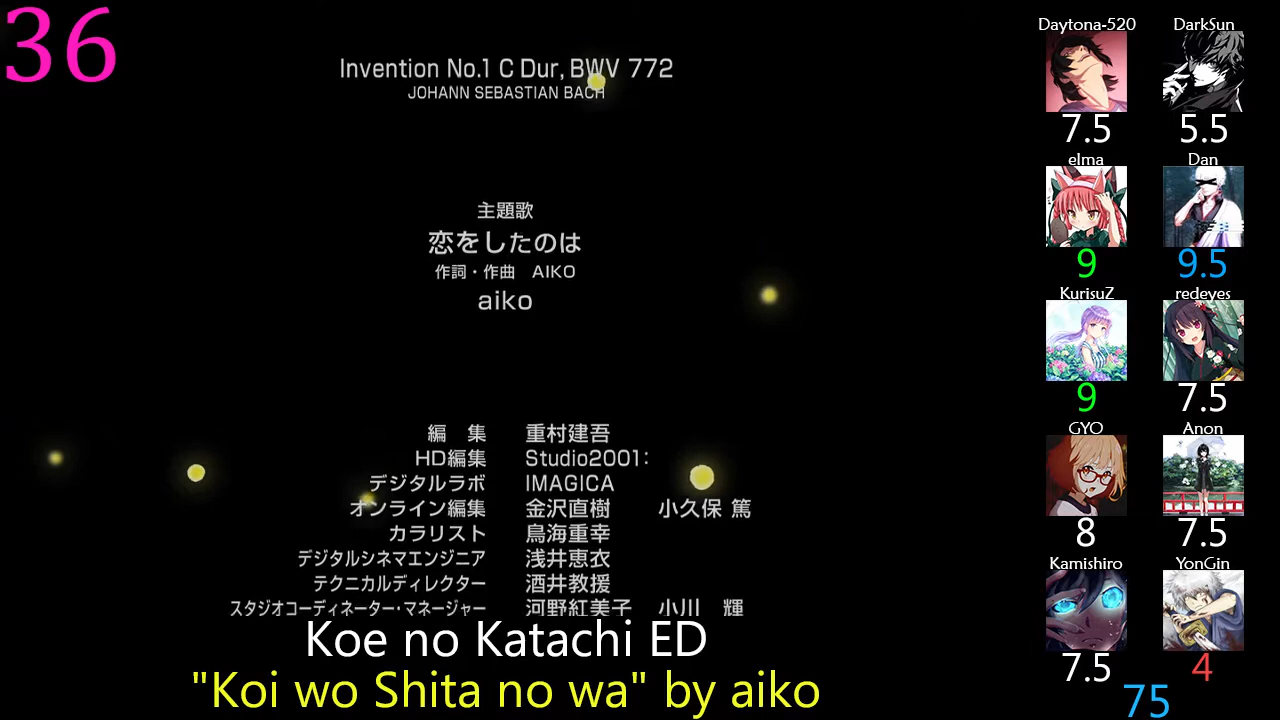 36
Invention No.1 C Dur, BWV 772
JOHANN SEBASTIAN BACH
主題歌
恋をしたのは
作詞・作曲 AIKO
aiko
編 集 重村建吾
HD編集 Studio2001:
デジタルラボ IMAGICA
オンライン編集 金沢直樹 小久保 篤
カラリスト 鳥海重幸
デジタルシネマエンジニア 浅井恵衣
テクニカルディレクター 酒井教援
スタジオコーディネーター・マネージャー 河野紅美子 小川 輝
Koe no Katachi ED
"Koi wo Shita no wa" by aiko
Daytona-520 DarkSun
7.5 5.5
elma Dan
9 9.5
KurisuZ redeyes
9 7.5
GYO Anon
8 7.5
Kamishiro YonGin
7.5 4
75